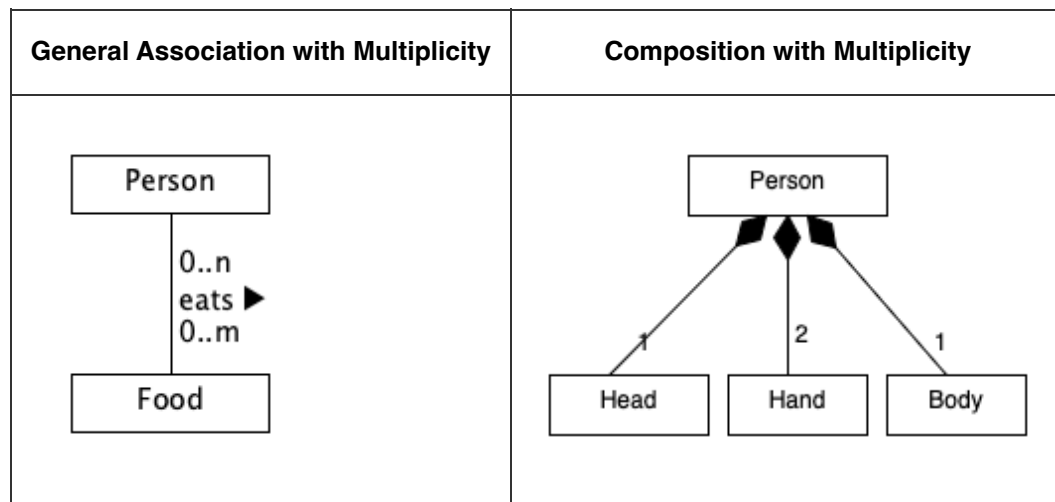 General Association with Multiplicity
Composition with Multiplicity
Person
0..n
eats ▶
0..m
Food
Person
1
2
1
Head
Hand
Body